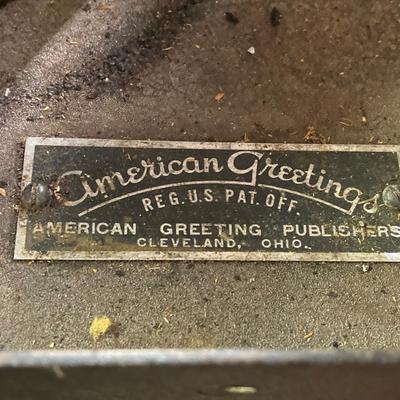 American Greetings
REG. U.S. PAT. OFF
AMERICAN GREETING PUBLISHERS
CLEVELAND, OHIO.